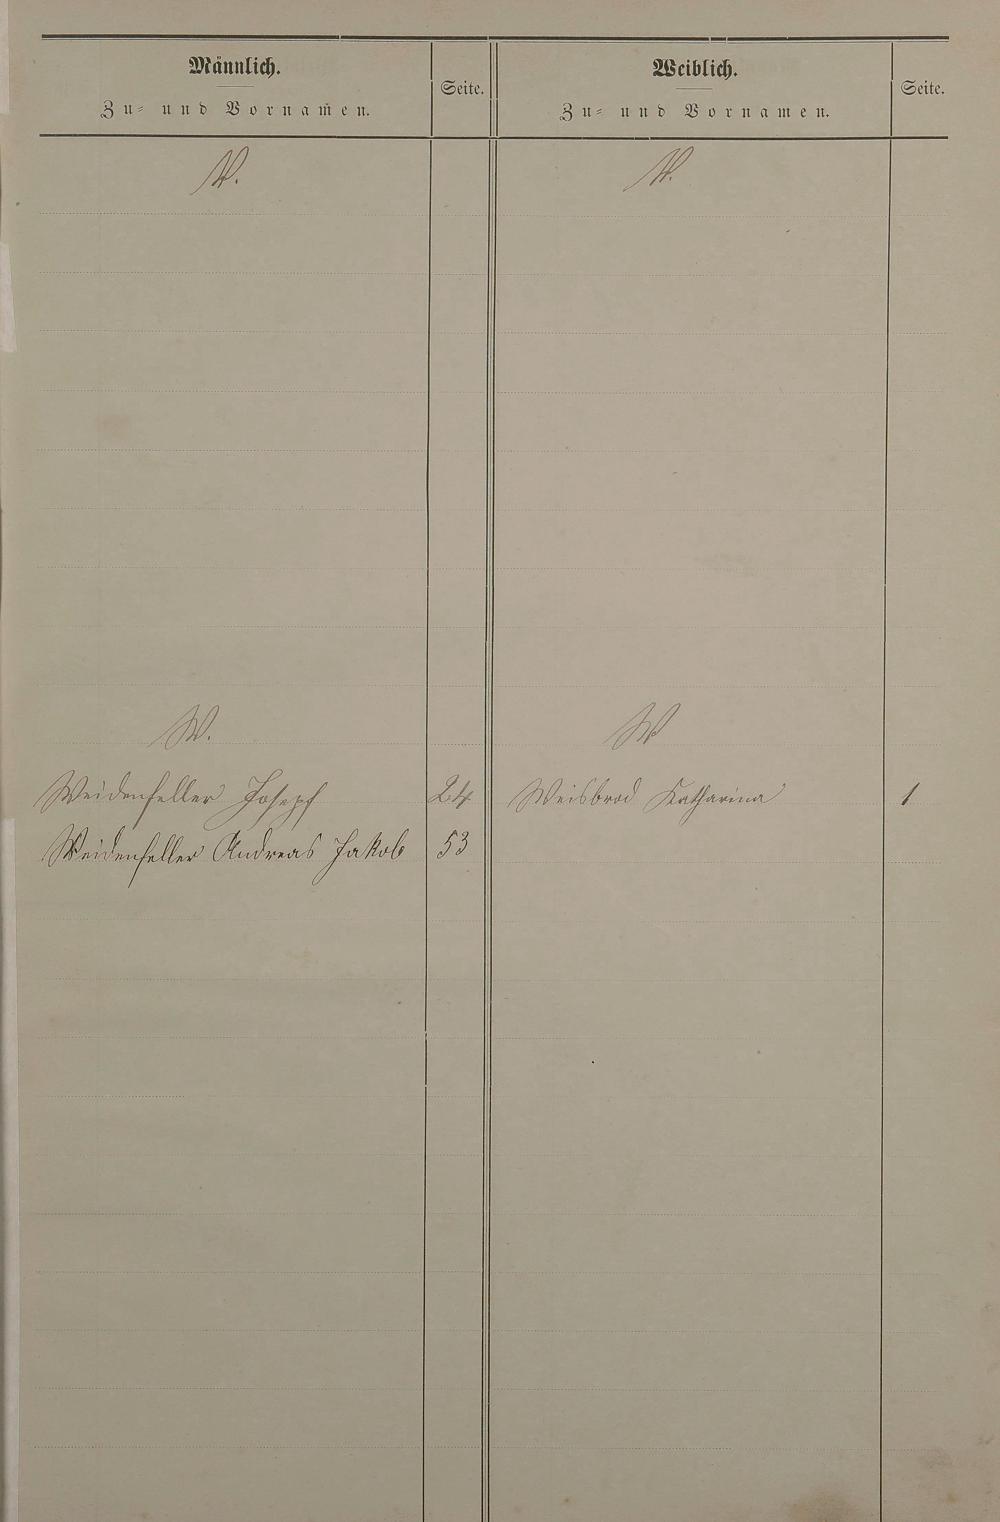 Männlich.
Zu- und Vornamen.
Seite.
Weiblich.
Zu- und Vornamen.
Seite.
V.
V.
W.
W
Weidenfeller Joseph 24
Weisbrod Katharina 1
Weidenfeller Andreas Jakob 53